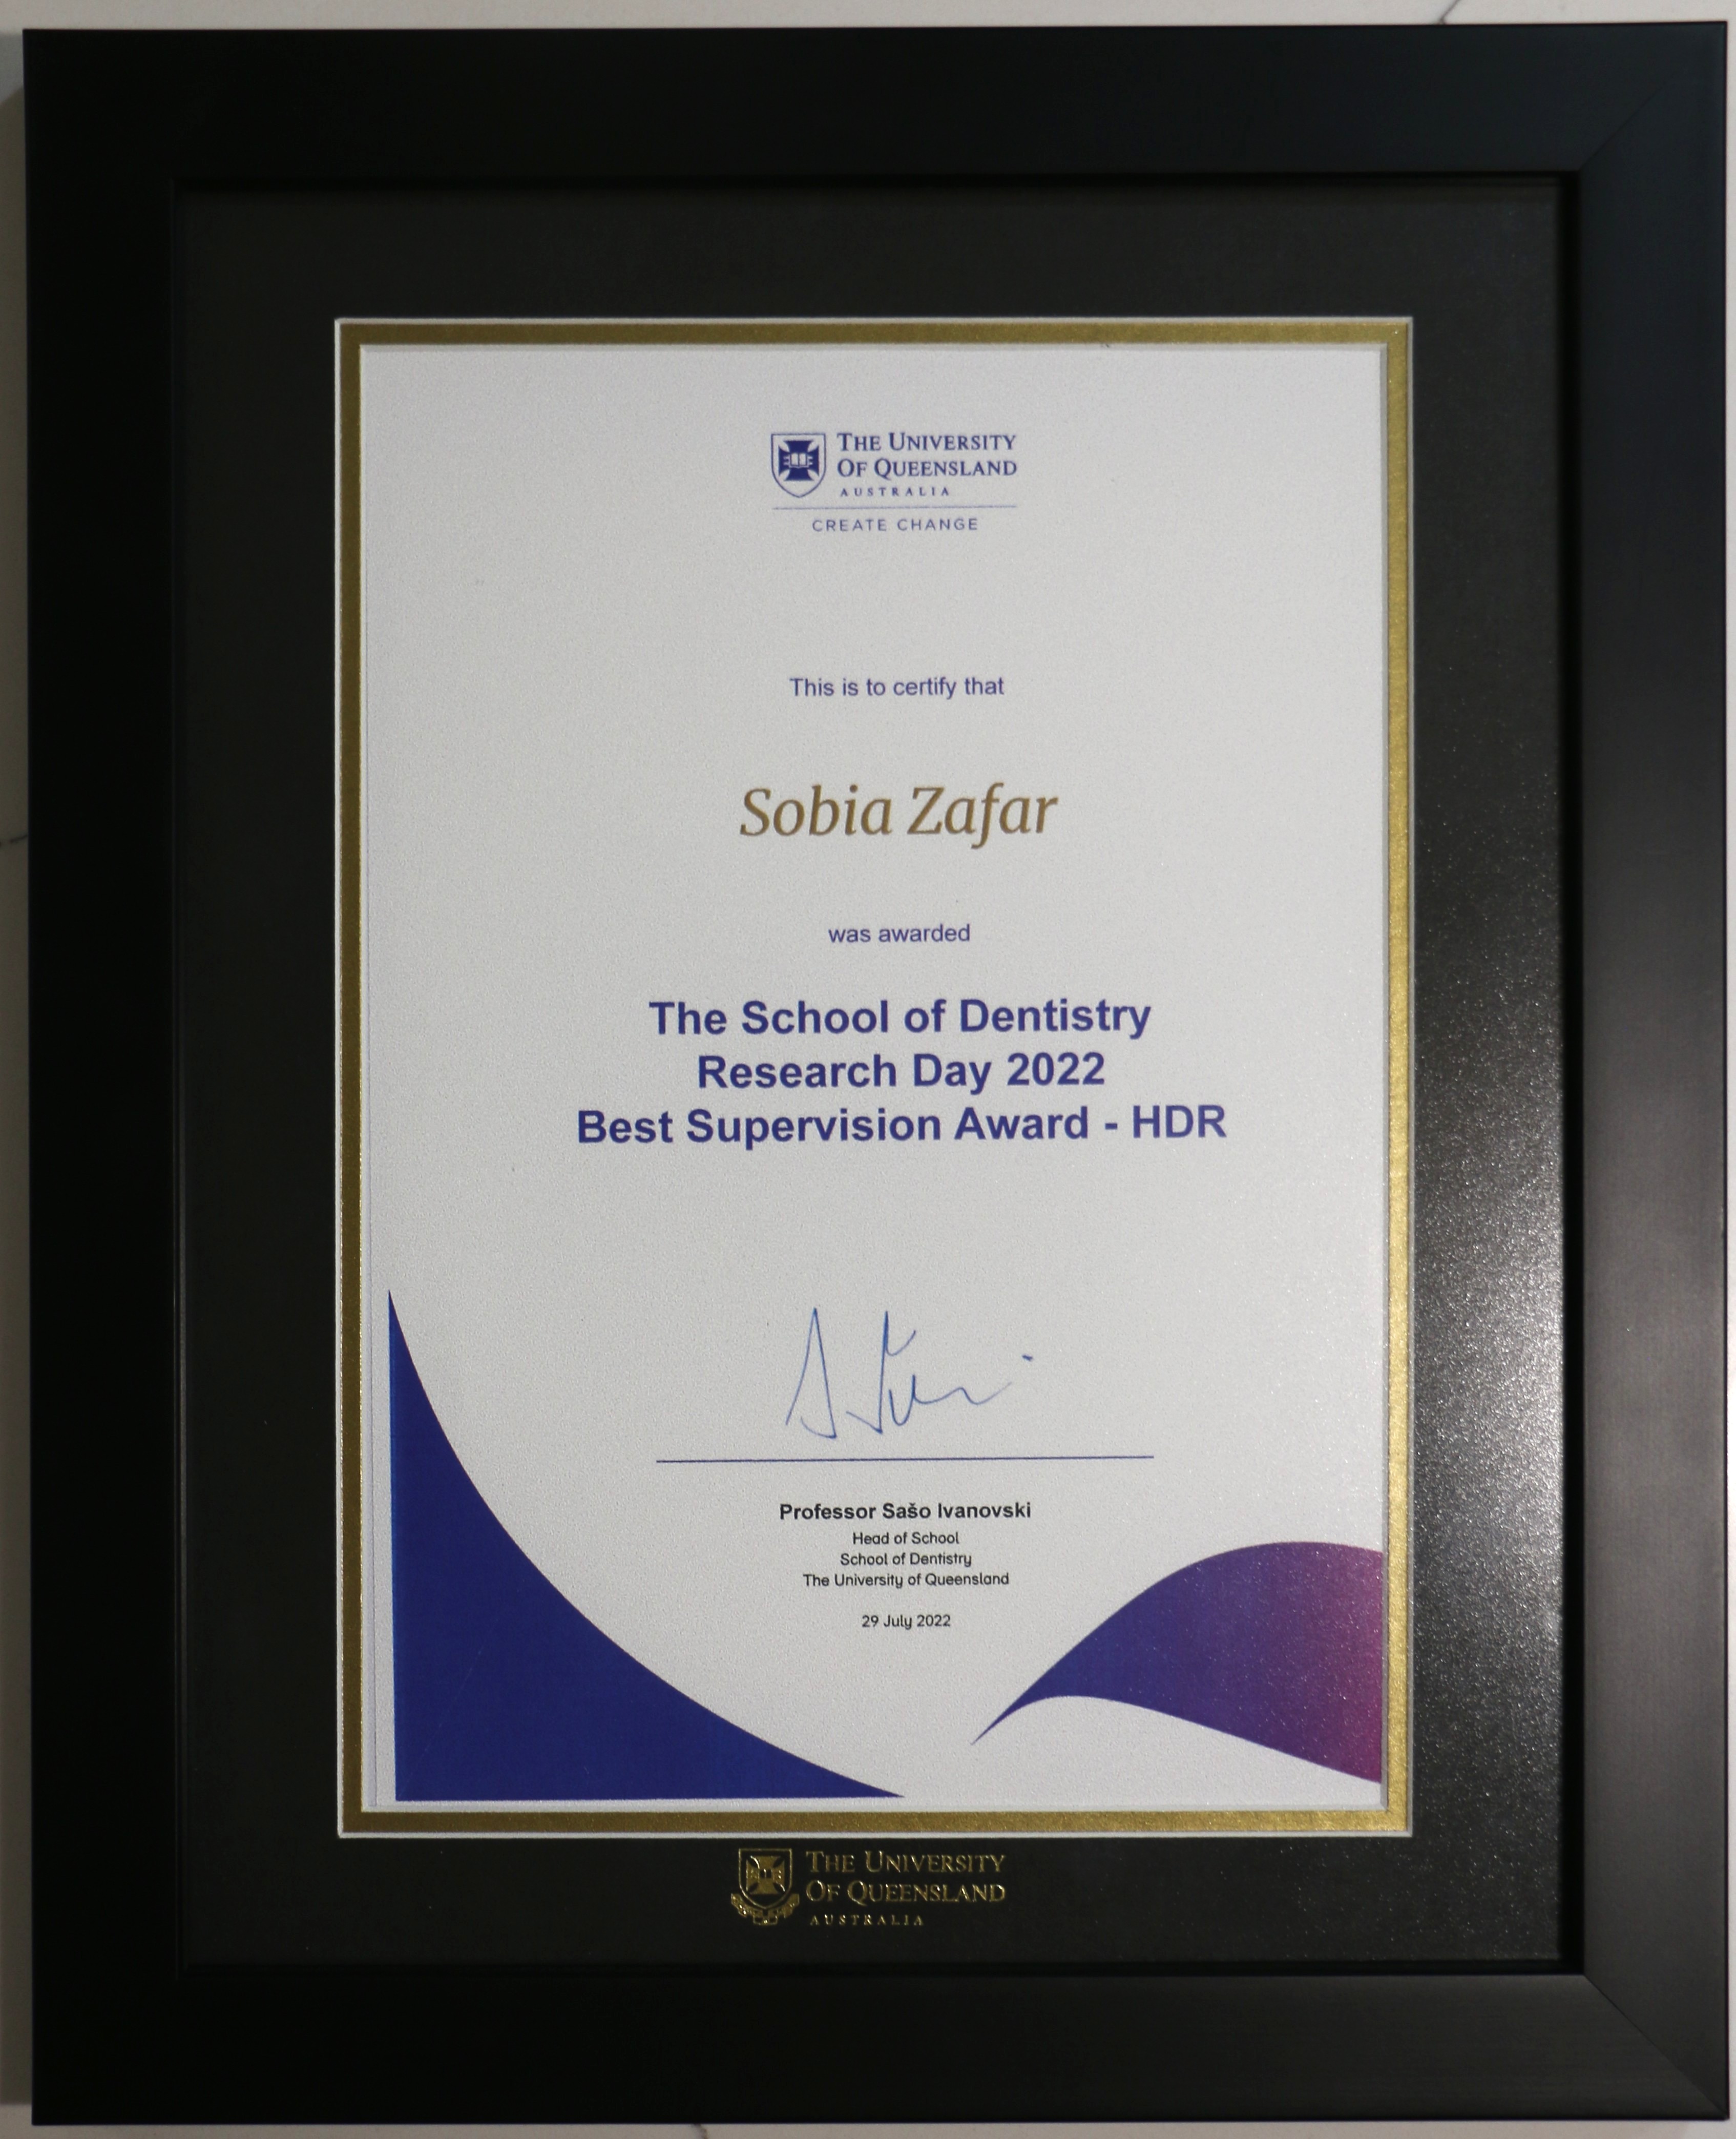 THE UNIVERSITY
OF QUEENSLAND
AUSTRALIA
CREATE CHANGE
This is to certify that
Sobia Zafar
was awarded
The School of Dentistry
Research Day 2022
Best Supervision Award - HDR
Professor Sašo Ivanovski
Head of School
School of Dentistry
The University of Queensland
29 July 2022
THE UNIVERSITY
OF QUEENSLAND
AUSTRALIA